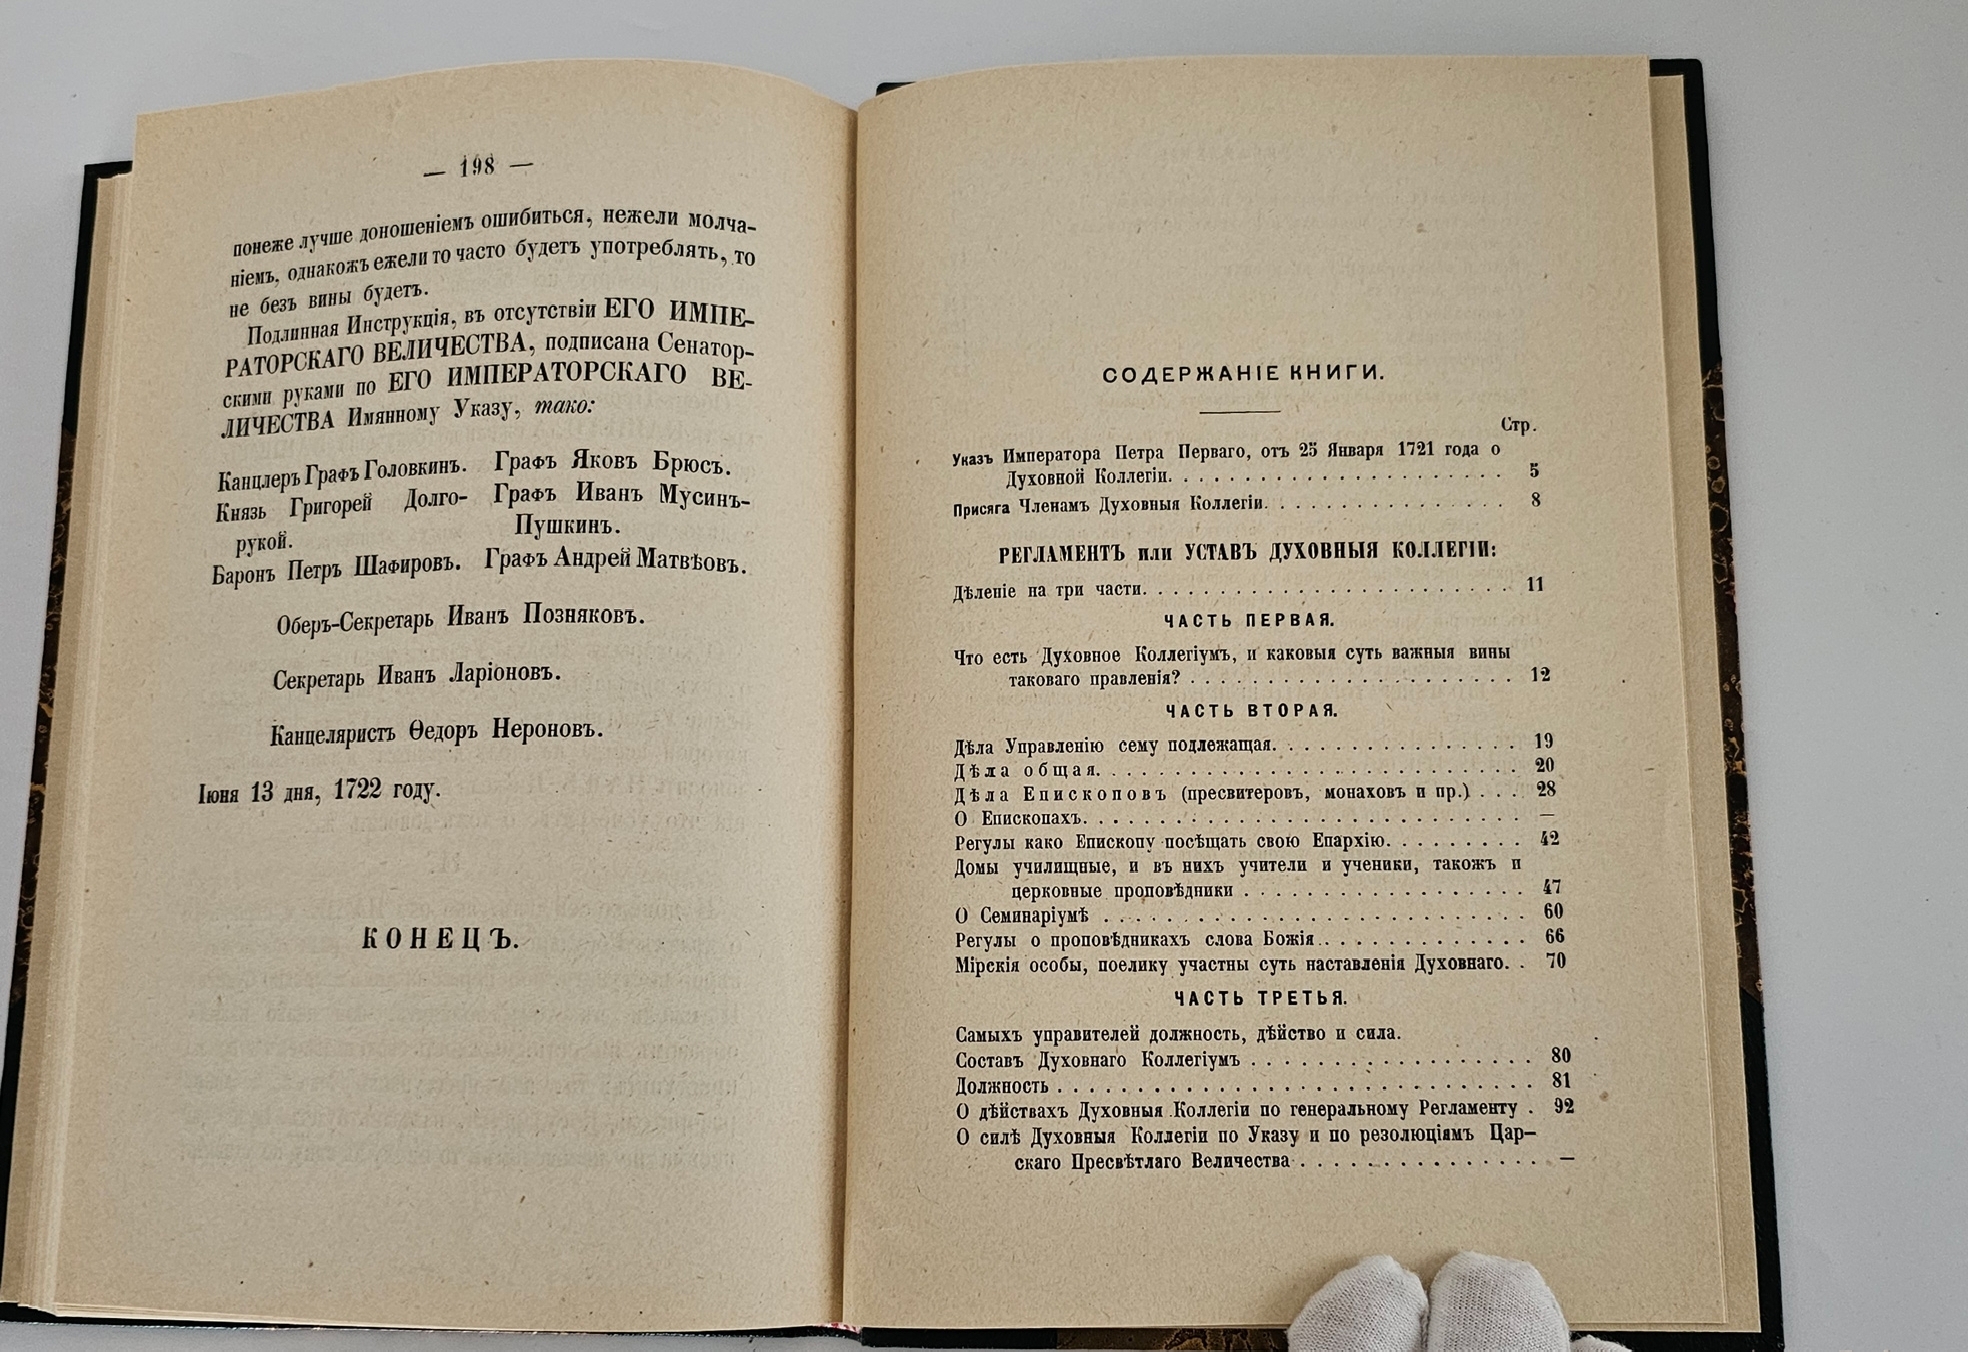 — 198 —
понеже лучше доношеніемъ ошибиться, нежели молча-
ніемъ, однакожъ ежели то часто будетъ употреблять, то
не безъ вины будетъ.
Подлинная Инструкція, въ отсутствіи ЕГО ИМПЕ-
РАТОРСКАГО ВЕЛИЧЕСТВА, подписана Сенатор-
скими руками по ЕГО ИМПЕРАТОРСКАГО ВЕ-
ЛИЧЕСТВА Имянному Указу, тако:
Канцлеръ Графъ Головкинъ. Графъ Яковъ Брюсъ.
Князь Григорей Долго- Графъ Иванъ Мусинъ-
рукой. Пушкинъ.
Баронъ Петръ Шафировъ. Графъ Андрей Матвѣовъ.
Оберъ-Секретарь Иванъ Позняковъ.
Секретарь Иванъ Ларіоновъ.
Канцеляристъ Ѳедоръ Нероновъ.
Іюня 13 дня, 1722 году.
КОНЕЦЪ.
СОДЕРЖАНІЕ КНИГИ.
Стр.
Указъ Императора Петра Перваго, отъ 25 Января 1721 года о
Духовной Коллегіи. . . . . . . . . . . . . . . . . . . . . 5
Присяга Членамъ Духовныя Коллегіи. . . . . . . . . . . . . . . 8
РЕГЛАМЕНТЪ или УСТАВЪ ДУХОВНЫЯ КОЛЛЕГІИ:
Дѣленіе на три части. . . . . . . . . . . . . . . . . . . . . . 11
ЧАСТЬ ПЕРВАЯ.
Что есть Духовное Коллегіумъ, и каковыя суть важныя вины
таковаго правленія? . . . . . . . . . . . . . . . . . . . . 12
ЧАСТЬ ВТОРАЯ.
Дѣла Управленію сему подлежащая. . . . . . . . . . . . . . . 19
Дѣла общая. . . . . . . . . . . . . . . . . . . . . . . . . . 20
Дѣла Епископовъ (пресвитеровъ, монаховъ и пр.) . . . 28
О Епископахъ. . . . . . . . . . . . . . . . . . . . . . . . . . —
Регулы како Епископу посѣщать свою Епархію. . . . . . . . . 42
Домы училищные, и въ нихъ учители и ученики, такожъ и
церковные проповѣдники . . . . . . . . . . . . . . . . . 47
О Семинаріумѣ . . . . . . . . . . . . . . . . . . . . . . . . . 60
Регулы о проповѣдникахъ слова Божія. . . . . . . . . . . . . 66
Мірскія особы, поелику участны суть наставленія Духовнаго. . 70
ЧАСТЬ ТРЕТЬЯ.
Самыхъ управителей должность, дѣйство и сила.
Составъ Духовнаго Коллегіумъ . . . . . . . . . . . . . . . . . 80
Должность . . . . . . . . . . . . . . . . . . . . . . . . . . . . 81
О дѣйствахъ Духовныя Коллегіи по генеральному Регламенту . 92
О силѣ Духовныя Коллегіи по Указу и по резолюціямъ Цар-
скаго Пресвѣтлаго Величества . . . . . . . . . . . . . . . —